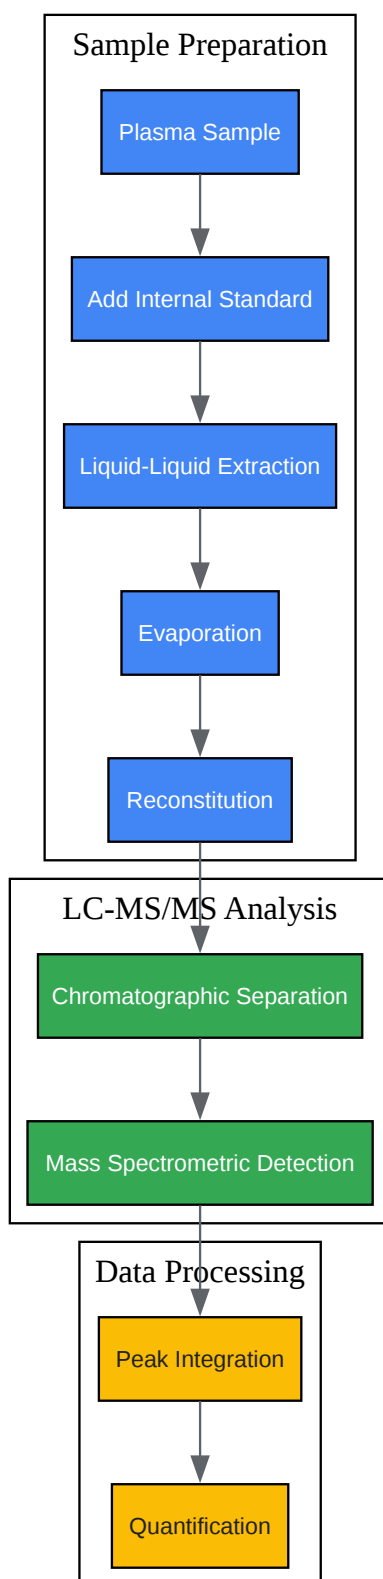 Sample Preparation
Plasma Sample
Add Internal Standard
Liquid-Liquid Extraction
Evaporation
Reconstitution
LC-MS/MS Analysis
Chromatographic Separation
Mass Spectrometric Detection
Data Processing
Peak Integration
Quantification